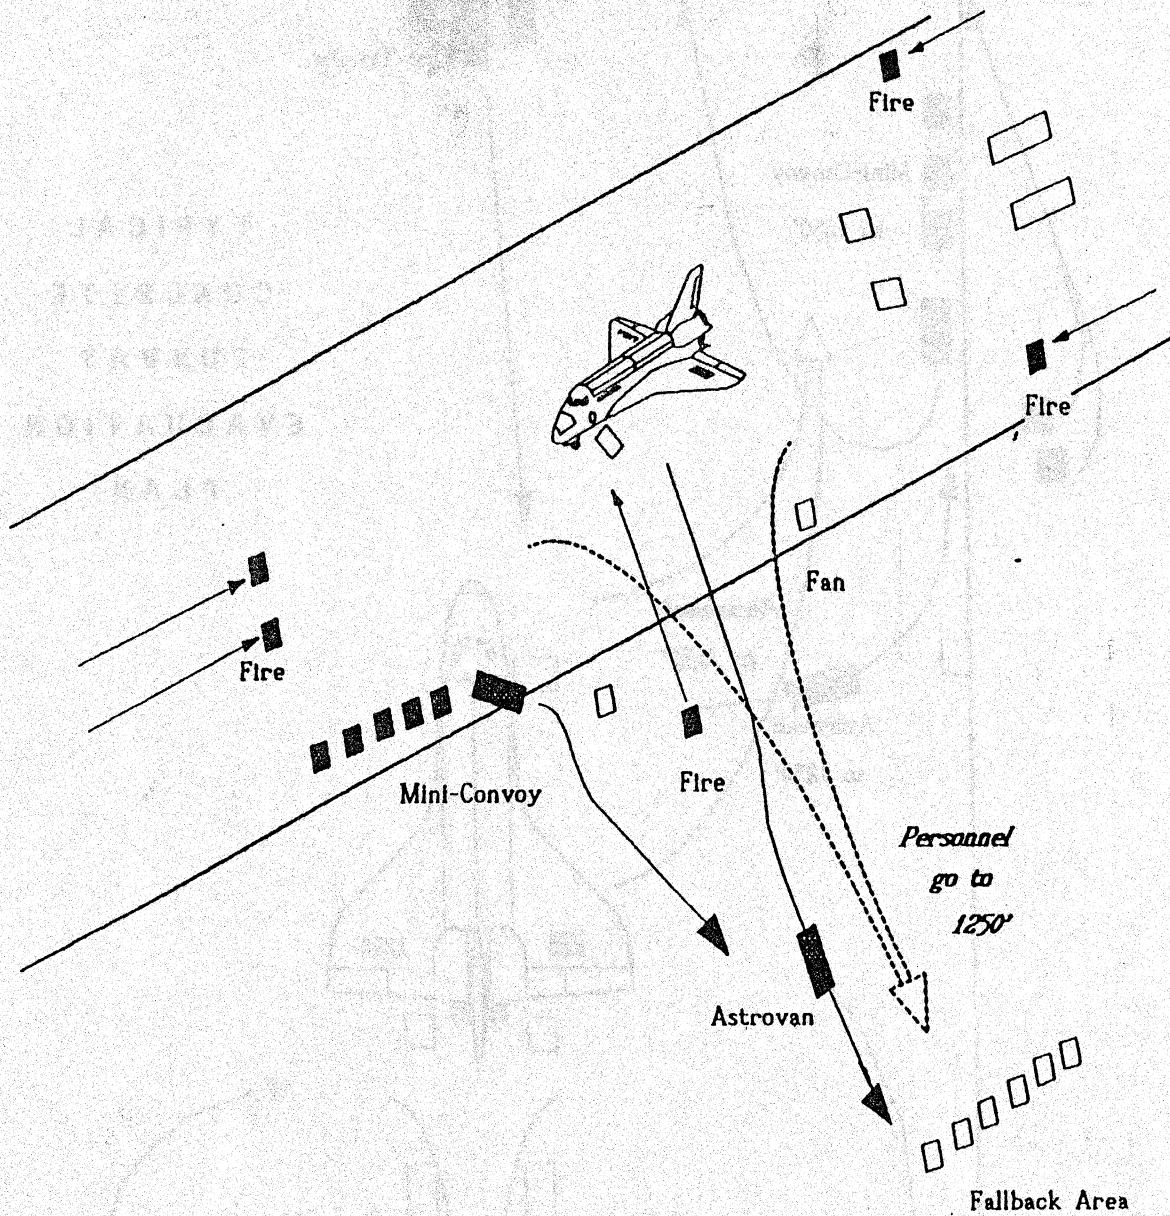 Fire
Fire
Fan
Fire
Mini-Convoy
Fire
Personnel
go to
1250'
Astrovan
Fallback Area